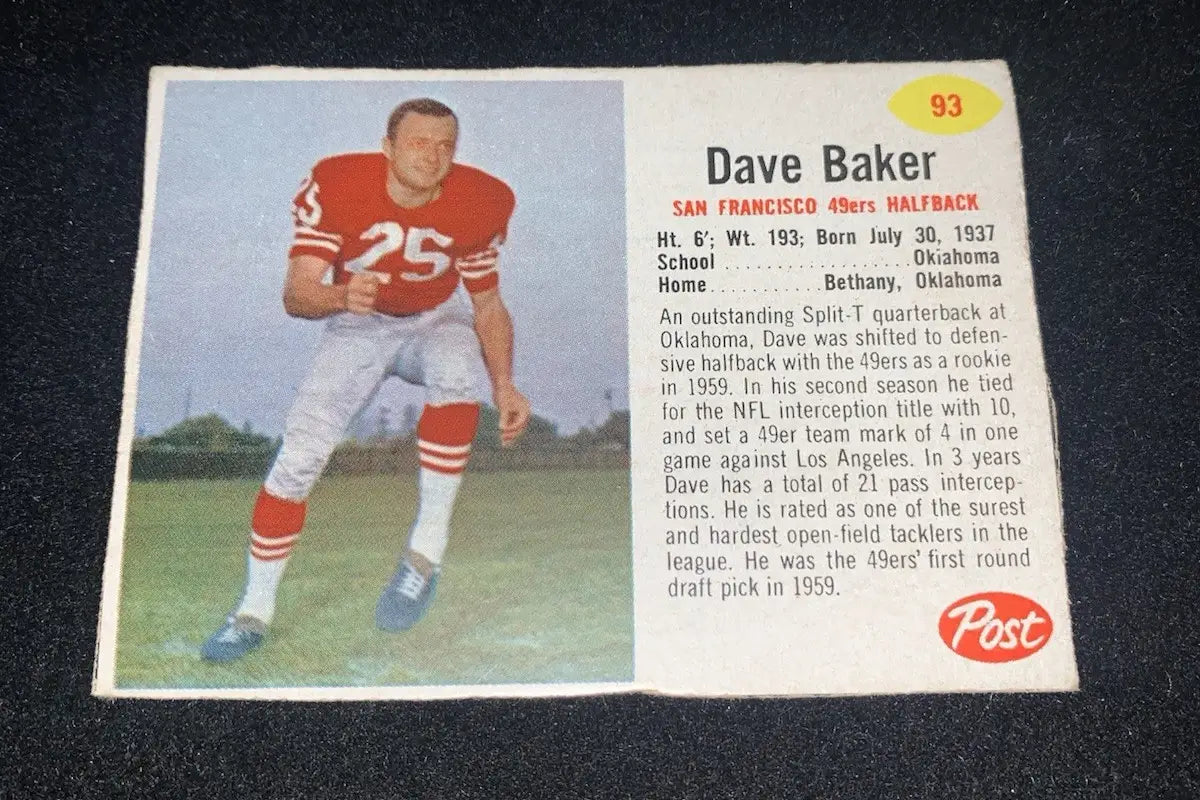 93
Dave Baker
SAN FRANCISCO 49ers HALFBACK
Ht. 6'; Wt. 193; Born July 30, 1937
School ..................Okiahoma
Home...........Bethany, Oklahoma
An outstanding Split-T quarterback at
Oklahoma, Dave was shifted to defen-
sive halfback with the 49ers as a rookie
in 1959. In his second season he tied
for the NFL interception title with 10,
and set a 49er team mark of 4 in one
game against Los Angeles. In 3 years
Dave has a total of 21 pass intercep-
tions. He is rated as one of the surest
and hardest open-field tacklers in the
league. He was the 49ers' first round
draft pick in 1959.
Post
25
25